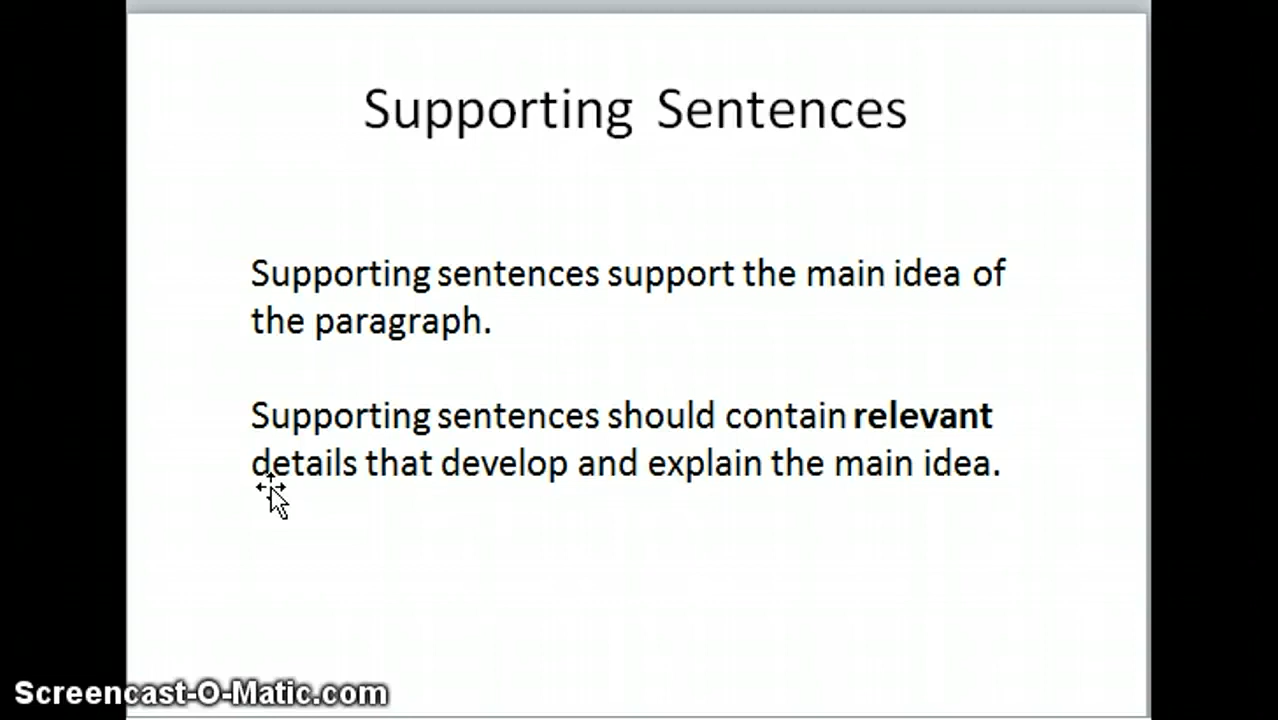 Supporting Sentences
Supporting sentences support the main idea of
the paragraph.
Supporting sentences should contain relevant
details that develop and explain the main idea.
Screencast-O-Matic.com